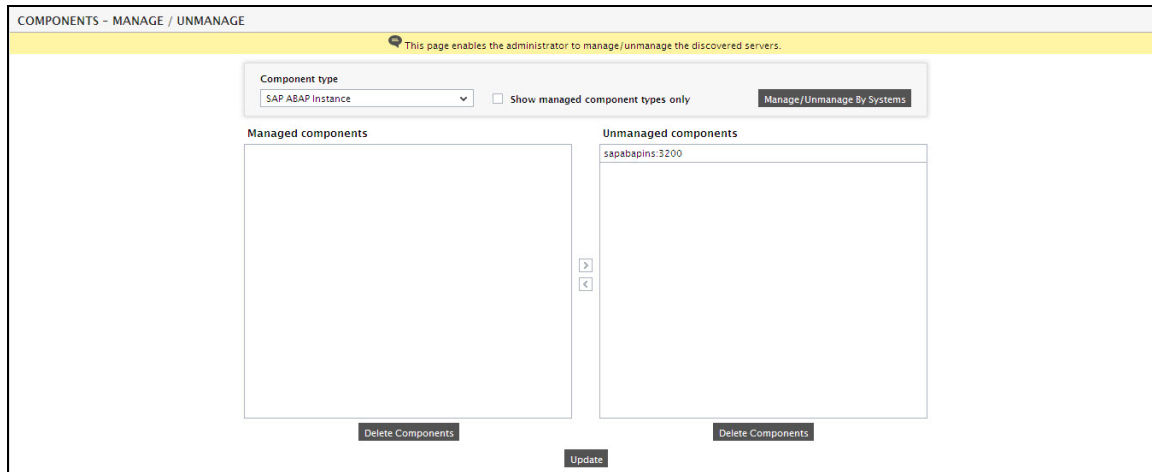 COMPONENTS - MANAGE / UNMANAGE
This page enables the administrator to manage/unmanage the discovered servers.
Component type
SAP ABAP Instance
Show managed component types only
Manage/Unmanage By Systems
Managed components
Unmanaged components
sapabapins:3200
>
<
Delete Components
Delete Components
Update